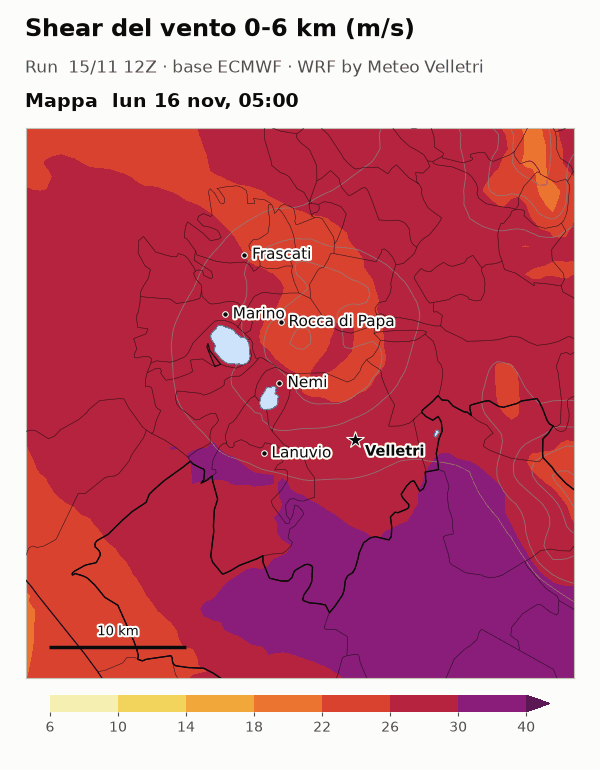 Shear del vento 0-6 km (m/s)
Run 15/11 12Z · base ECMWF · WRF by Meteo Velletri
Mappa lun 16 nov, 05:00
Frascati
Marino
Rocca di Papa
Nemi
Velletri
Lanuvio
10 km
6 10 14 18 22 26 30 40